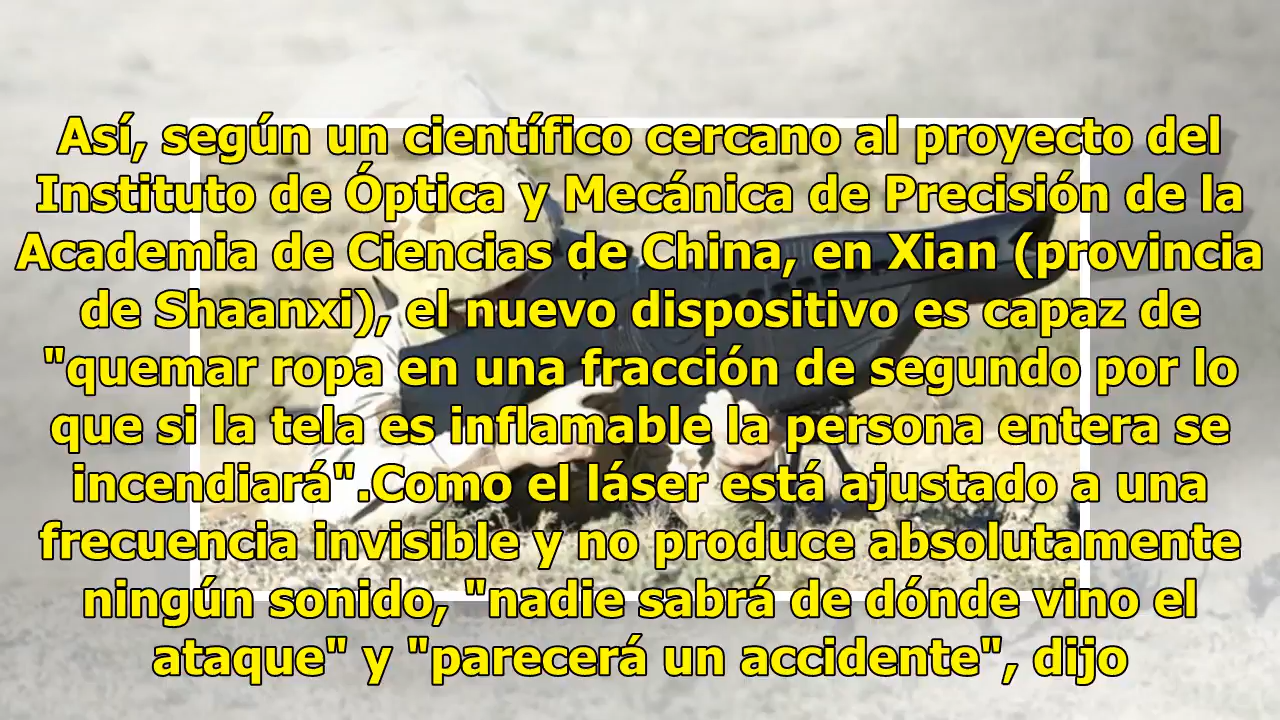 Así, según un científico cercano al proyecto del
Instituto de Óptica y Mecánica de Precisión de la
Academia de Ciencias de China, en Xian (provincia
de Shaanxi), el nuevo dispositivo es capaz de
"quemar ropa en una fracción de segundo por lo
que si la tela es inflamable la persona entera se
incendiará".Como el láser está ajustado a una
frecuencia invisible y no produce absolutamente
ningún sonido, "nadie sabrá de dónde vino el
ataque" y "parecerá un accidente", dijo